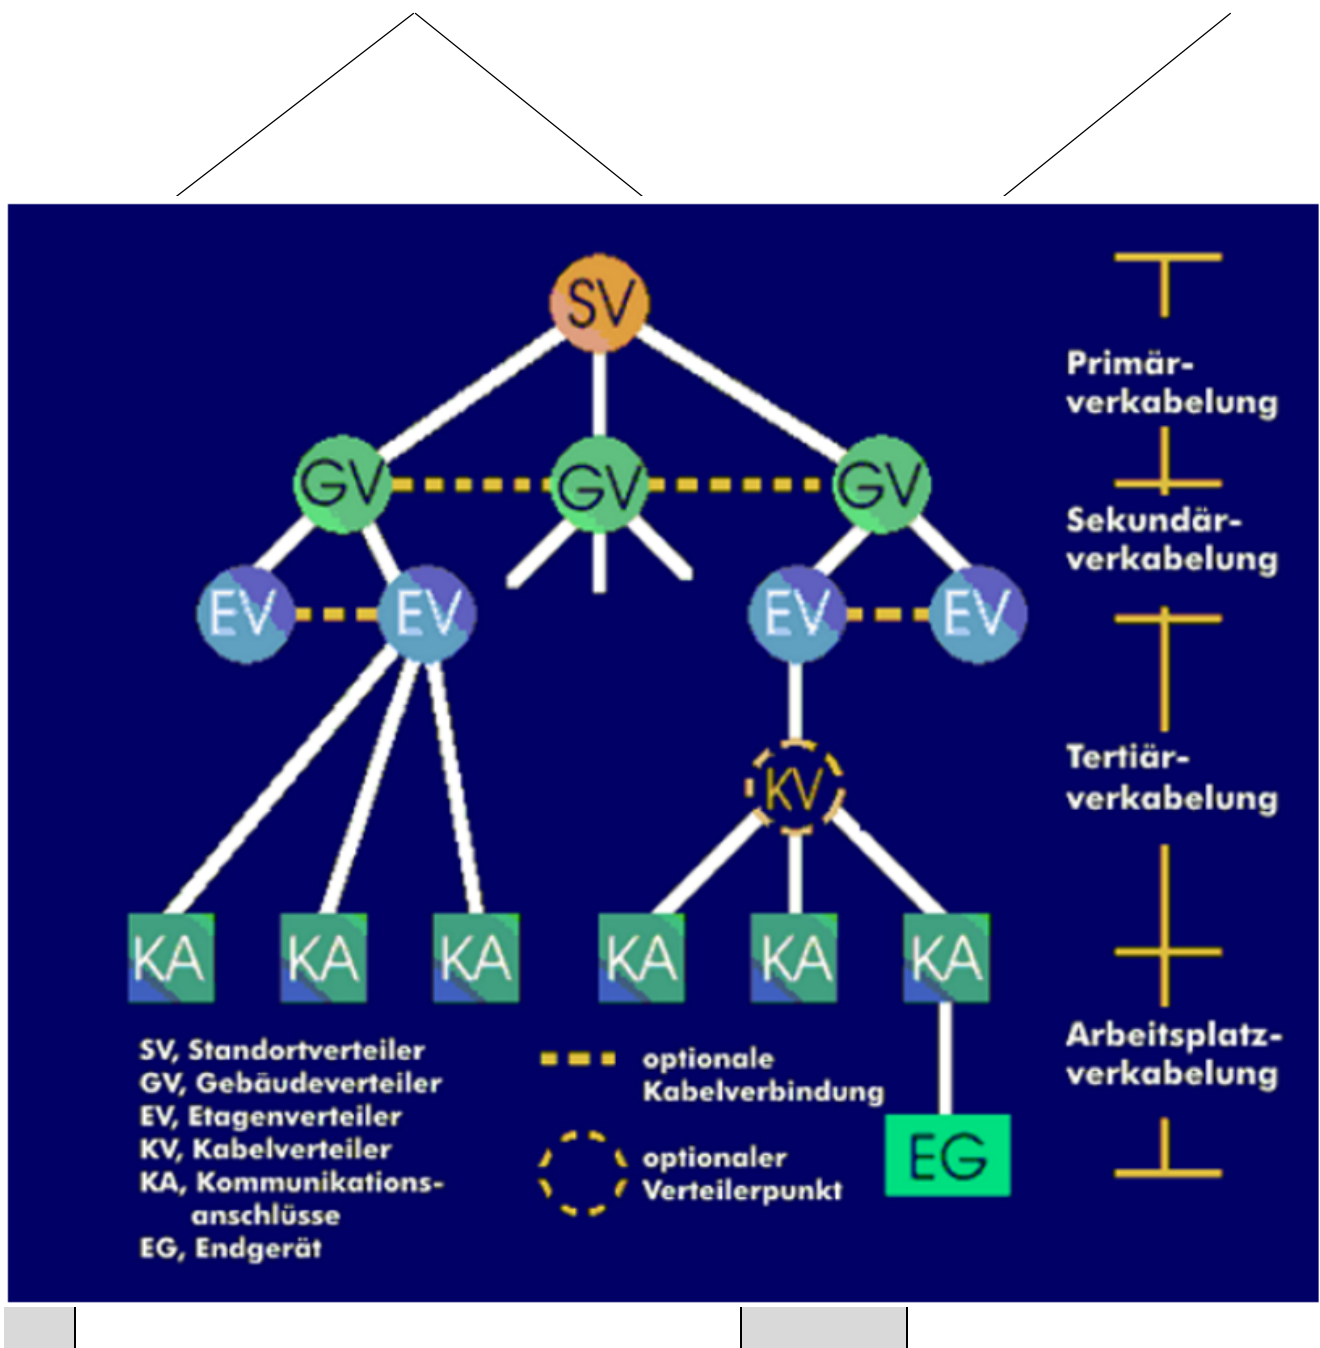 SV
Primär-
verkabelung
GV
GV
GV
Sekundär-
verkabelung
EV
EV
EV
EV
Tertiär-
verkabelung
KV
KA
KA
KA
KA
KA
KA
Arbeitsplatz-
verkabelung
SV, Standortverteiler
GV, Gebäudeverteiler
EV, Etagenverteiler
KV, Kabelverteiler
KA, Kommunikations-
anschlüsse
EG, Endgerät
optionale
Kabelverbindung
optionaler
Verteilerpunkt
EG